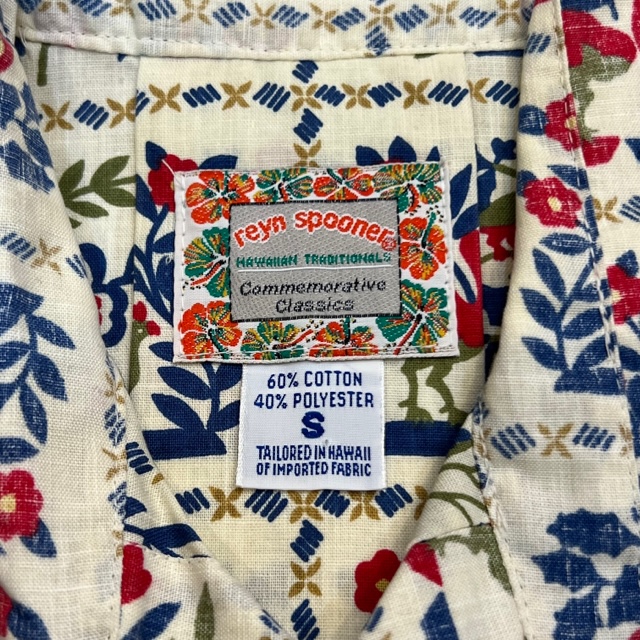 reyn spooner®
HAWAIIAN TRADITIONALS
Commemorative
Classics
60% COTTON
40% POLYESTER
S
TAILORED IN HAWAII
OF IMPORTED FABRIC